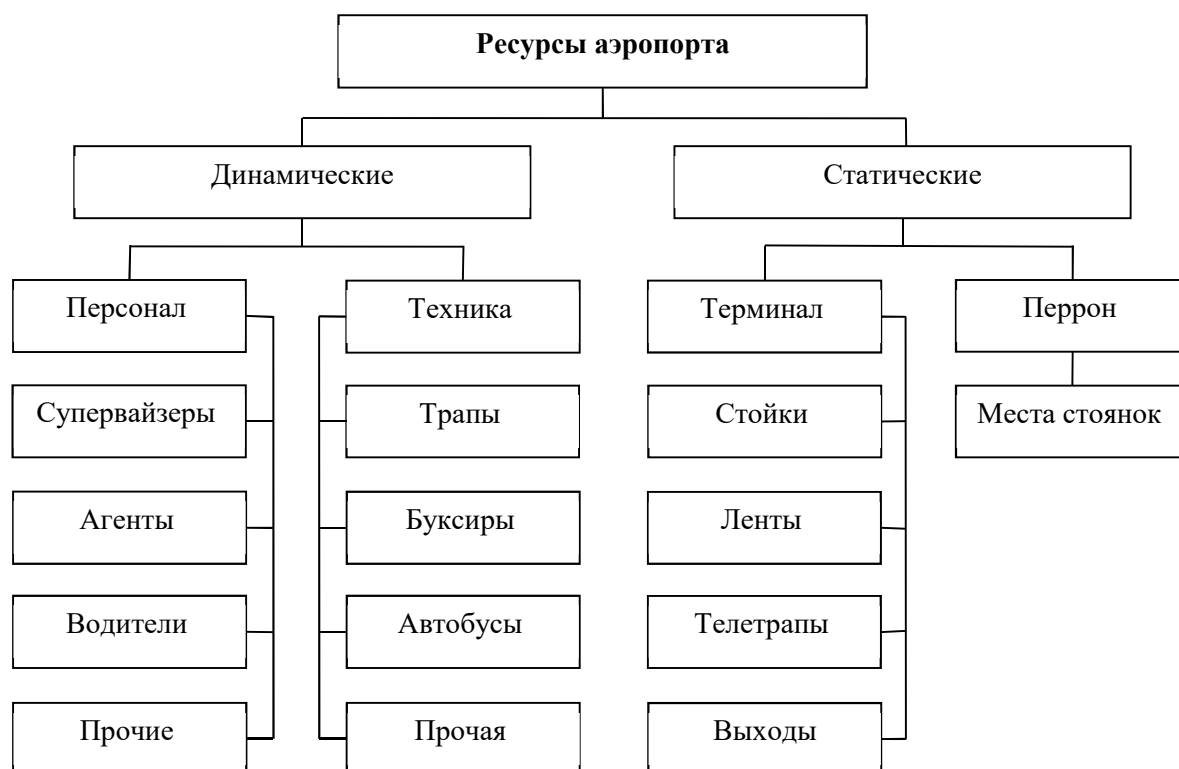 Ресурсы аэропорта
Динамические
Статические
Персонал
Техника
Терминал
Перрон
Супервайзеры
Трапы
Стойки
Места стоянок
Агенты
Буксиры
Ленты
Водители
Автобусы
Телетрапы
Прочие
Прочая
Выходы